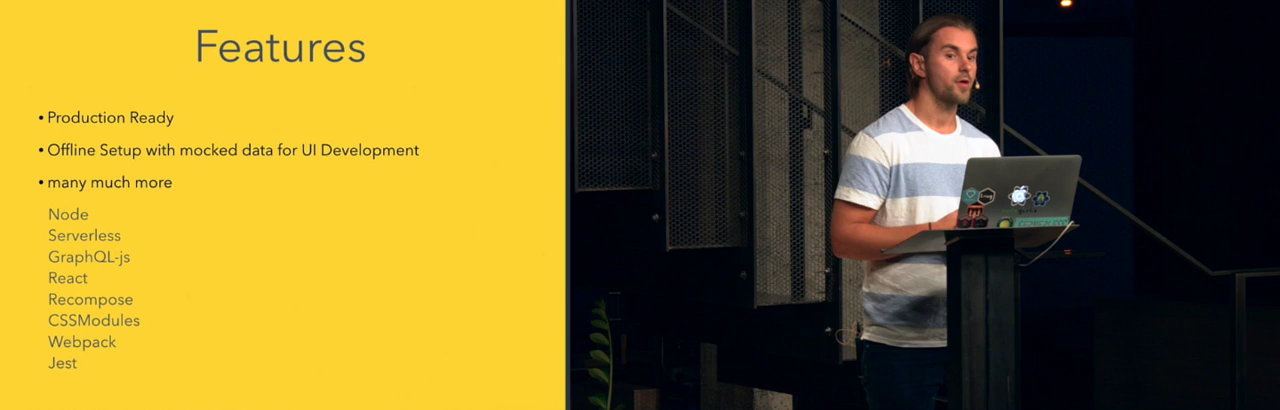 Features
• Production Ready
• Offline Setup with mocked data for UI Development
• many much more
Node
Serverless
GraphQL-js
React
Recompose
CSSModules
Webpack
Jest